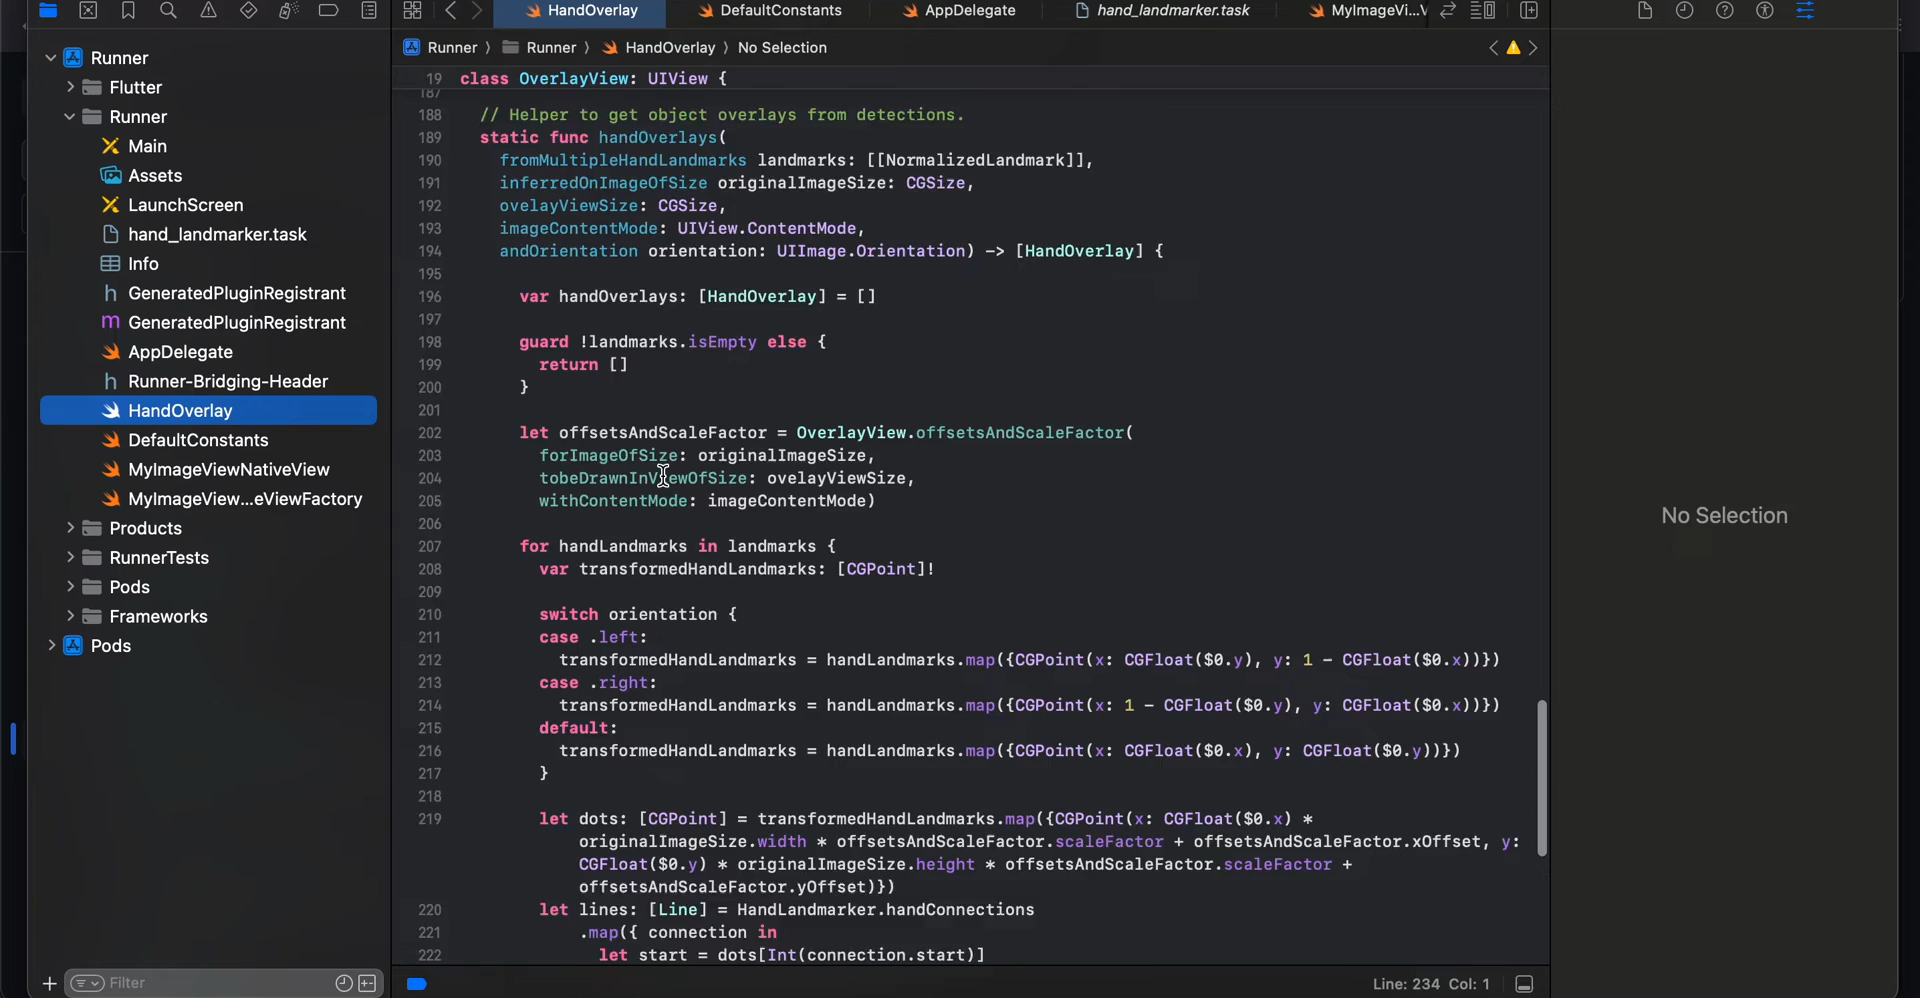 HandOverlay
DefaultConstants
AppDelegate
hand_landmarker.task
MyImageVi...V
Runner
Runner
HandOverlay
No Selection
Runner
Flutter
Runner
Main
Assets
LaunchScreen
hand_landmarker.task
Info
GeneratedPluginRegistrant
GeneratedPluginRegistrant
AppDelegate
Runner-Bridging-Header
HandOverlay
DefaultConstants
MyImageViewNativeView
MyImageView...eViewFactory
Products
RunnerTests
Pods
Frameworks
Pods
Filter
19 class OverlayView: UIView {
187
188 // Helper to get object overlays from detections.
189 static func handOverlays(
190 fromMultipleHandLandmarks landmarks: [[NormalizedLandmark]],
191 inferredOnImageOfSize originalImageSize: CGSize,
192 ovelayViewSize: CGSize,
193 imageContentMode: UIView.ContentMode,
194 andOrientation orientation: UIImage.Orientation) -> [HandOverlay] {
195
196 var handOverlays: [HandOverlay] = []
197
198 guard !landmarks.isEmpty else {
199 return []
200 }
201
202 let offsetsAndScaleFactor = OverlayView.offsetsAndScaleFactor(
203 forImageOfSize: originalImageSize,
204 tobeDrawnInViewOfSize: ovelayViewSize,
205 withContentMode: imageContentMode)
206
207 for handLandmarks in landmarks {
208 var transformedHandLandmarks: [CGPoint]!
209
210 switch orientation {
211 case .left:
212 transformedHandLandmarks = handLandmarks.map({CGPoint(x: CGFloat($0.y), y: 1 - CGFloat($0.x))})
213 case .right:
214 transformedHandLandmarks = handLandmarks.map({CGPoint(x: 1 - CGFloat($0.y), y: CGFloat($0.x))})
215 default:
216 transformedHandLandmarks = handLandmarks.map({CGPoint(x: CGFloat($0.x), y: CGFloat($0.y))})
217 }
218
219 let dots: [CGPoint] = transformedHandLandmarks.map({CGPoint(x: CGFloat($0.x) *
originalImageSize.width * offsetsAndScaleFactor.scaleFactor + offsetsAndScaleFactor.xOffset, y:
CGFloat($0.y) * originalImageSize.height * offsetsAndScaleFactor.scaleFactor +
offsetsAndScaleFactor.yOffset)})
220 let lines: [Line] = HandLandmarker.handConnections
221 .map({ connection in
222 let start = dots[Int(connection.start)]
Line: 234 Col: 1
No Selection